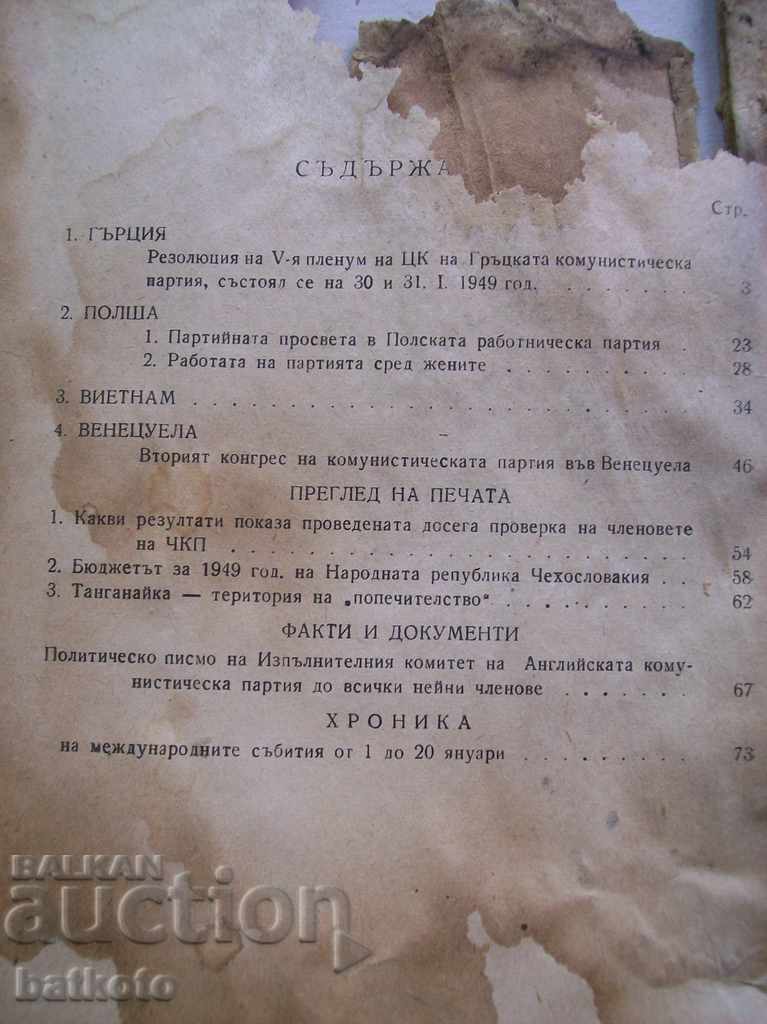 СЪДЪРЖА
Стр.
1. ГЪРЦИЯ
Резолюция на V-я пленум на ЦК на Гръцката комунистическа
партия, състоял се на 30 и 31. I. 1949 год. . . . . . . . 3
2. ПОЛША
1. Партийната просвета в Полската работническа партия . 23
2. Работата на партията сред жените . . . . . . . . . . 28
3. ВИЕТНАМ . . . . . . . . . . . . . . . . . . . . . . . 34
4. ВЕНЕЦУЕЛА
Вторият конгрес на комунистическата партия във Венецуела 46
ПРЕГЛЕД НА ПЕЧАТА
1. Какви резултати показа проведената досега проверка на членовете
на ЧКП . . . . . . . . . . . . . . . . . . . . . . . 54
2. Бюджетът за 1949 год. на Народната република Чехословакия . . 58
3. Танганайка — територия на „попечителство“ . . . . . . . . . . 62
ФАКТИ И ДОКУМЕНТИ
Политическо писмо на Изпълнителния комитет на Английската кому-
нистическа партия до всички нейни членове . . . . . . . 67
ХРОНИКА
на международните събития от 1 до 20 януари . . . . . . . . . 73
BALKAN
auction
batkoto